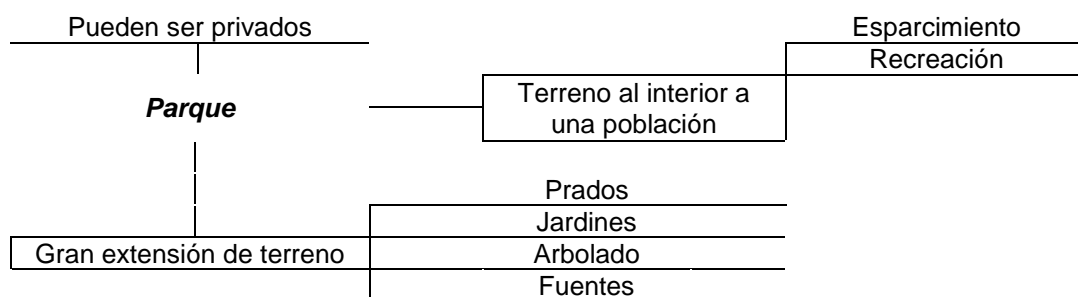 Pueden ser privados
Esparcimiento
Recreación
Parque
Terreno al interior a
una población
Prados
Jardines
Gran extensión de terreno
Arbolado
Fuentes